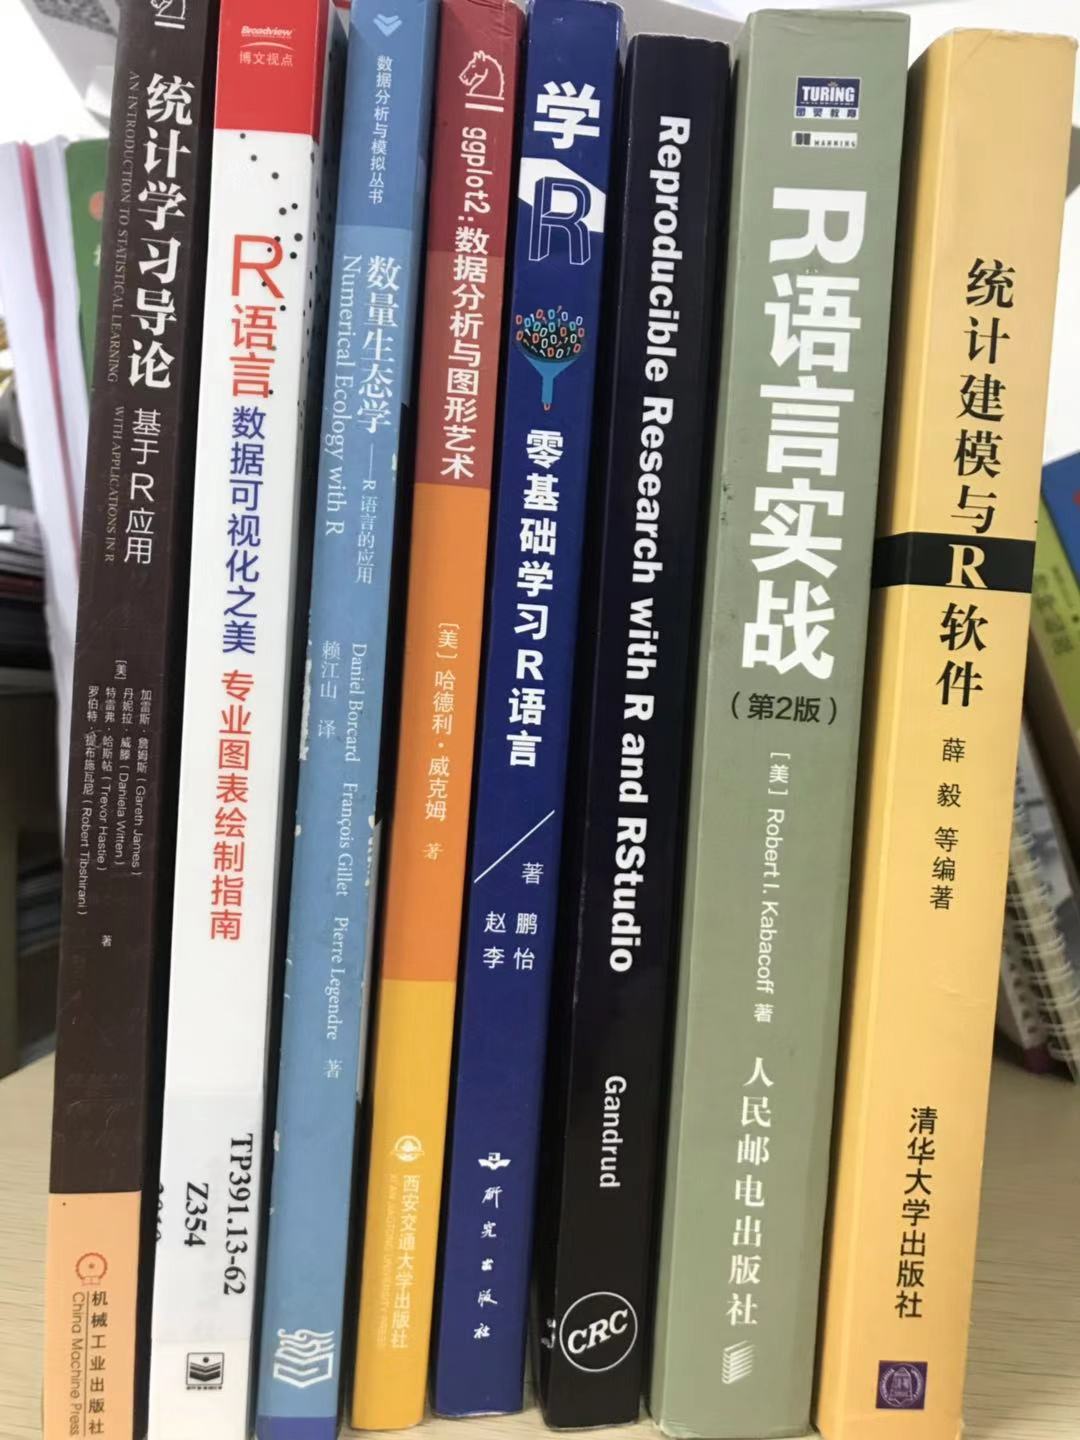 统计学习导论
AN INTRODUCTION TO STATISTICAL LEARNING
基于R应用
WITH APPLICATIONS IN R
[美]
加雷斯·詹姆斯(Gareth James)
丹妮拉·威滕(Daniela Witten)
特雷弗·哈斯帖(Trevor Hastie)
罗伯特·提布施瓦尼(Robert Tibshirani)
著
机械工业出版社
China Machine Press
Broadview
博文视点
R语言
数据可视化之美
专业图表绘制指南
TP391.13-62
Z354
数据分析与模拟丛书
数量生态学
——R语言的应用
Numerical Ecology with R
Daniel Borcard François Gillet Pierre Legendre 著
赖江山 译
ggplot2:数据分析与图形艺术
[美]哈德利·威克姆 著
西安交通大学出版社
XI'AN JIAOTONG UNIVERSITY PRESS
学R
零基础学习R语言
赵鹏
李怡
著
研究出版社
Reproducible Research with R and RStudio
Gandrud
CRC
TURING
图灵教育
MANNING
R语言实战
(第2版)
[美] Robert I. Kabacoff 著
人民邮电出版社
统计建模与R软件
薛毅 等编著
清华大学出版社